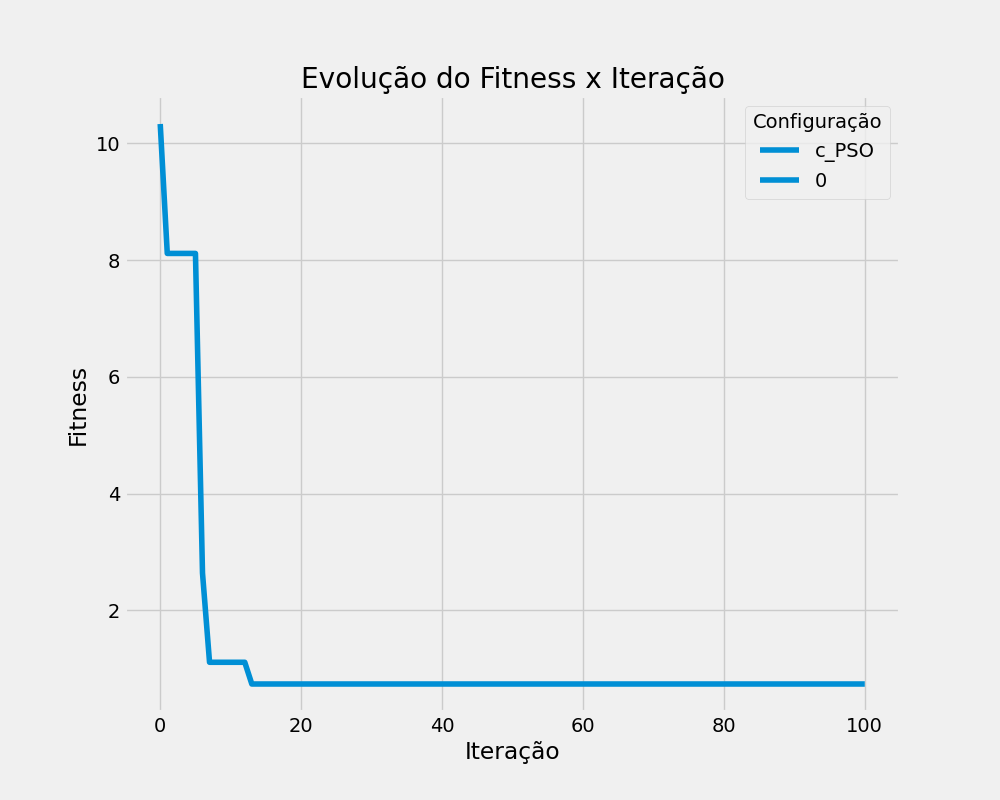 Evolução do Fitness x Iteração
Configuração
c_PSO
0
10
8
6
4
2
Fitness
0 20 40 60 80 100
Iteração